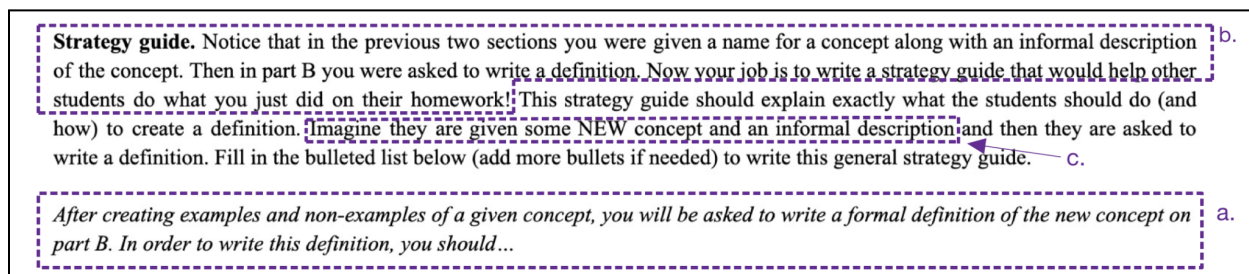 Strategy guide. Notice that in the previous two sections you were given a name for a concept along with an informal description b.
of the concept. Then in part B you were asked to write a definition. Now your job is to write a strategy guide that would help other
students do what you just did on their homework! This strategy guide should explain exactly what the students should do (and
how) to create a definition. Imagine they are given some NEW concept and an informal description and then they are asked to
write a definition. Fill in the bulleted list below (add more bullets if needed) to write this general strategy guide. c.
After creating examples and non-examples of a given concept, you will be asked to write a formal definition of the new concept on a.
part B. In order to write this definition, you should…